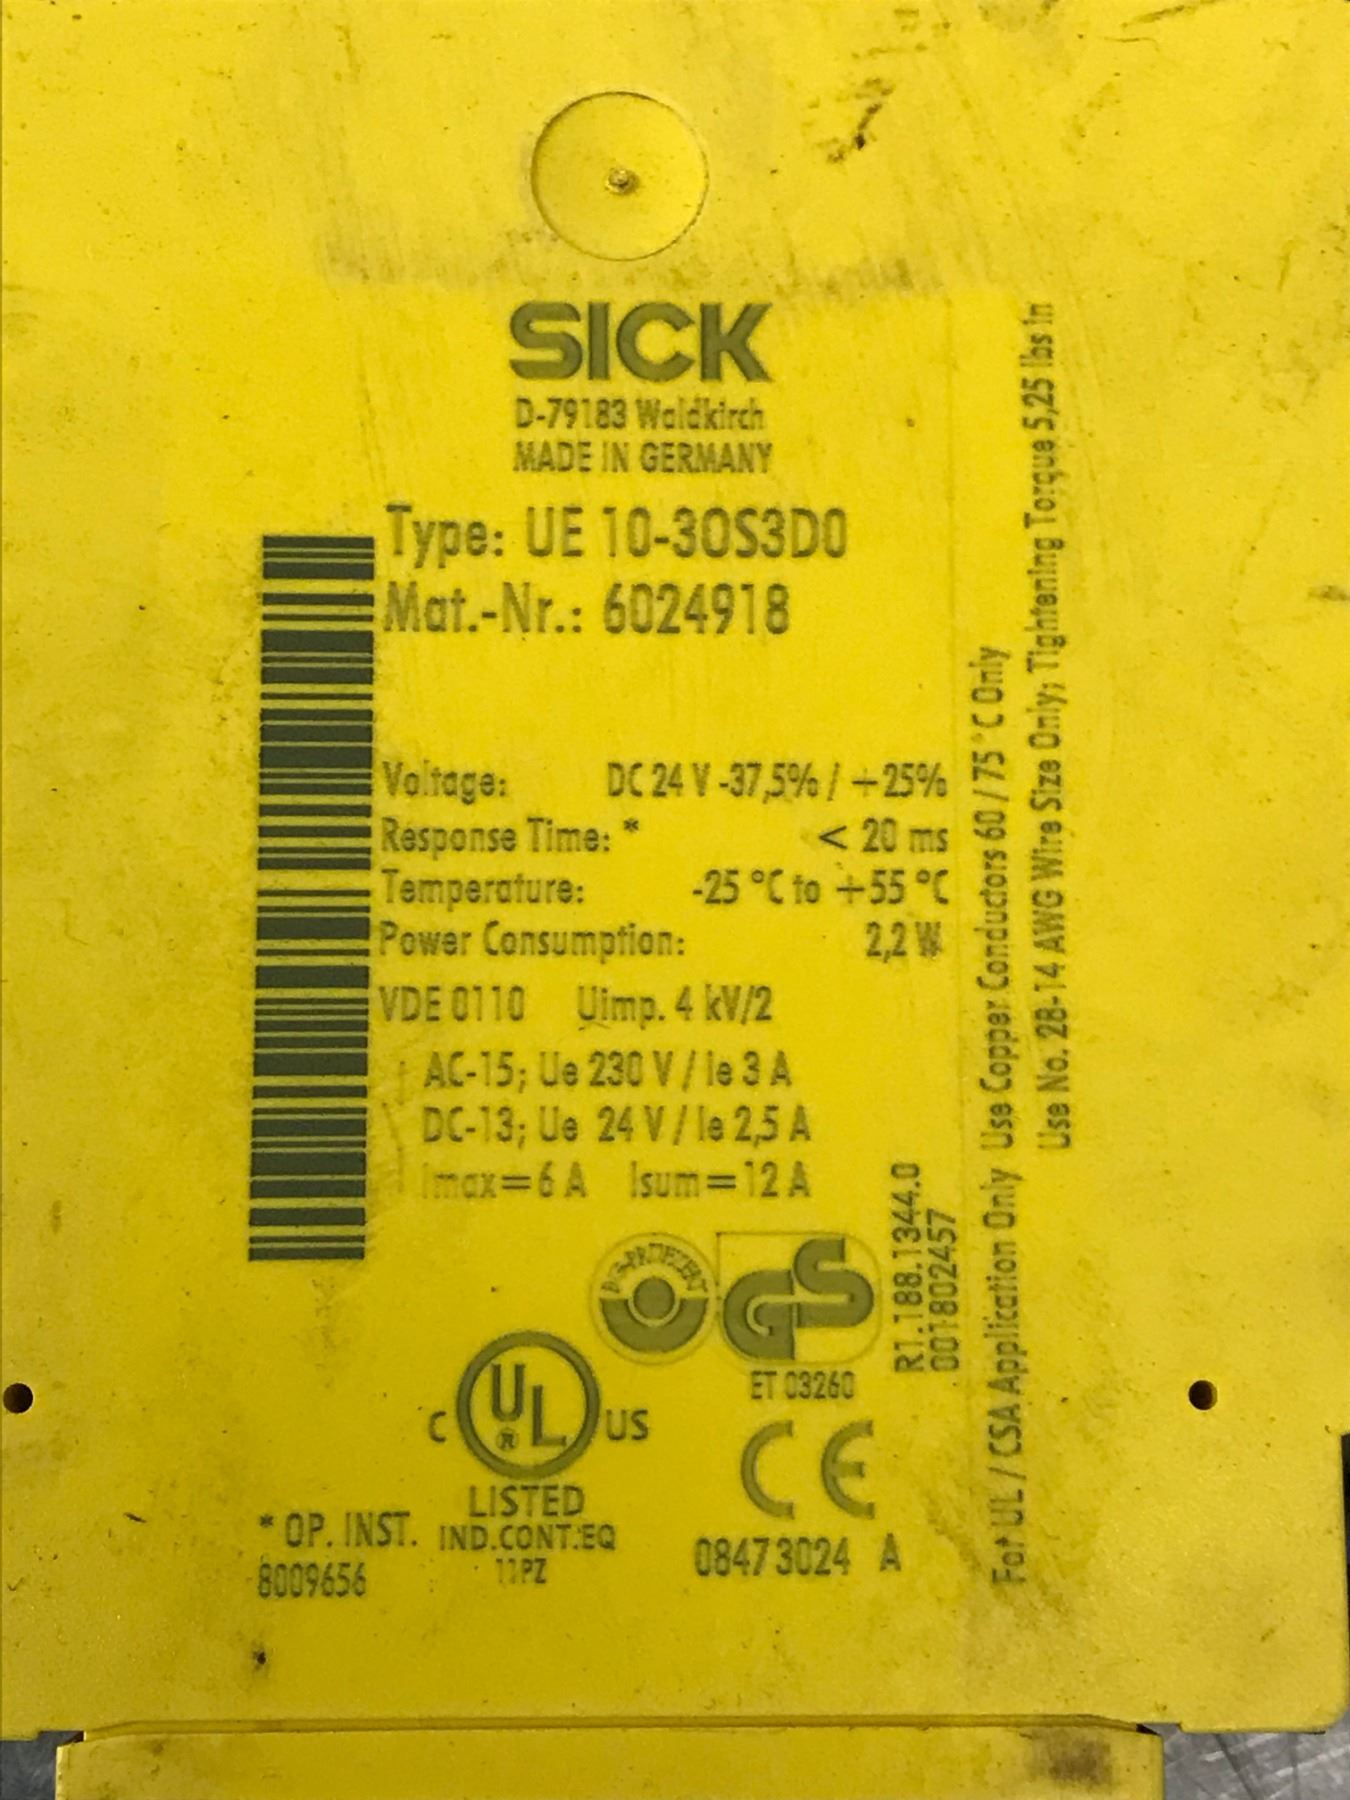 SICK
D-79183 Waldkirch
MADE IN GERMANY
Type: UE 10-3OS3D0
Mat.-Nr.: 6024918
Voltage: DC 24 V -37,5% / +25%
Response Time: * < 20 ms
Temperature: -25 °C to +55 °C
Power Consumption: 2,2 W
VDE 0110 Uimp. 4 kV/2
AC-15; Ue 230 V / Ie 3 A
DC-13; Ue 24 V / Ie 2,5 A
Imax=6 A Isum=12 A
GS
ET 03260
R1.188.1344.0
001802457
C UL ® US
LISTED
IND.CONT.EQ
11PZ
CE
08473024 A
* OP. INST.
8009656
For UL / CSA Application Only Use Copper Conductors 60 / 75 °C Only
Use No. 28-14 AWG Wire Size Only; Tightening Torque 5,25 lbs in